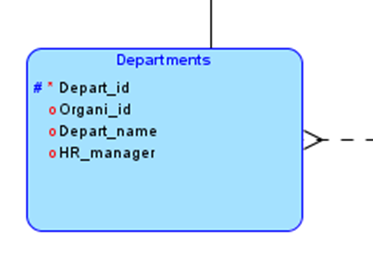 Departments
# * Depart_id
o Organi_id
o Depart_name
o HR_manager